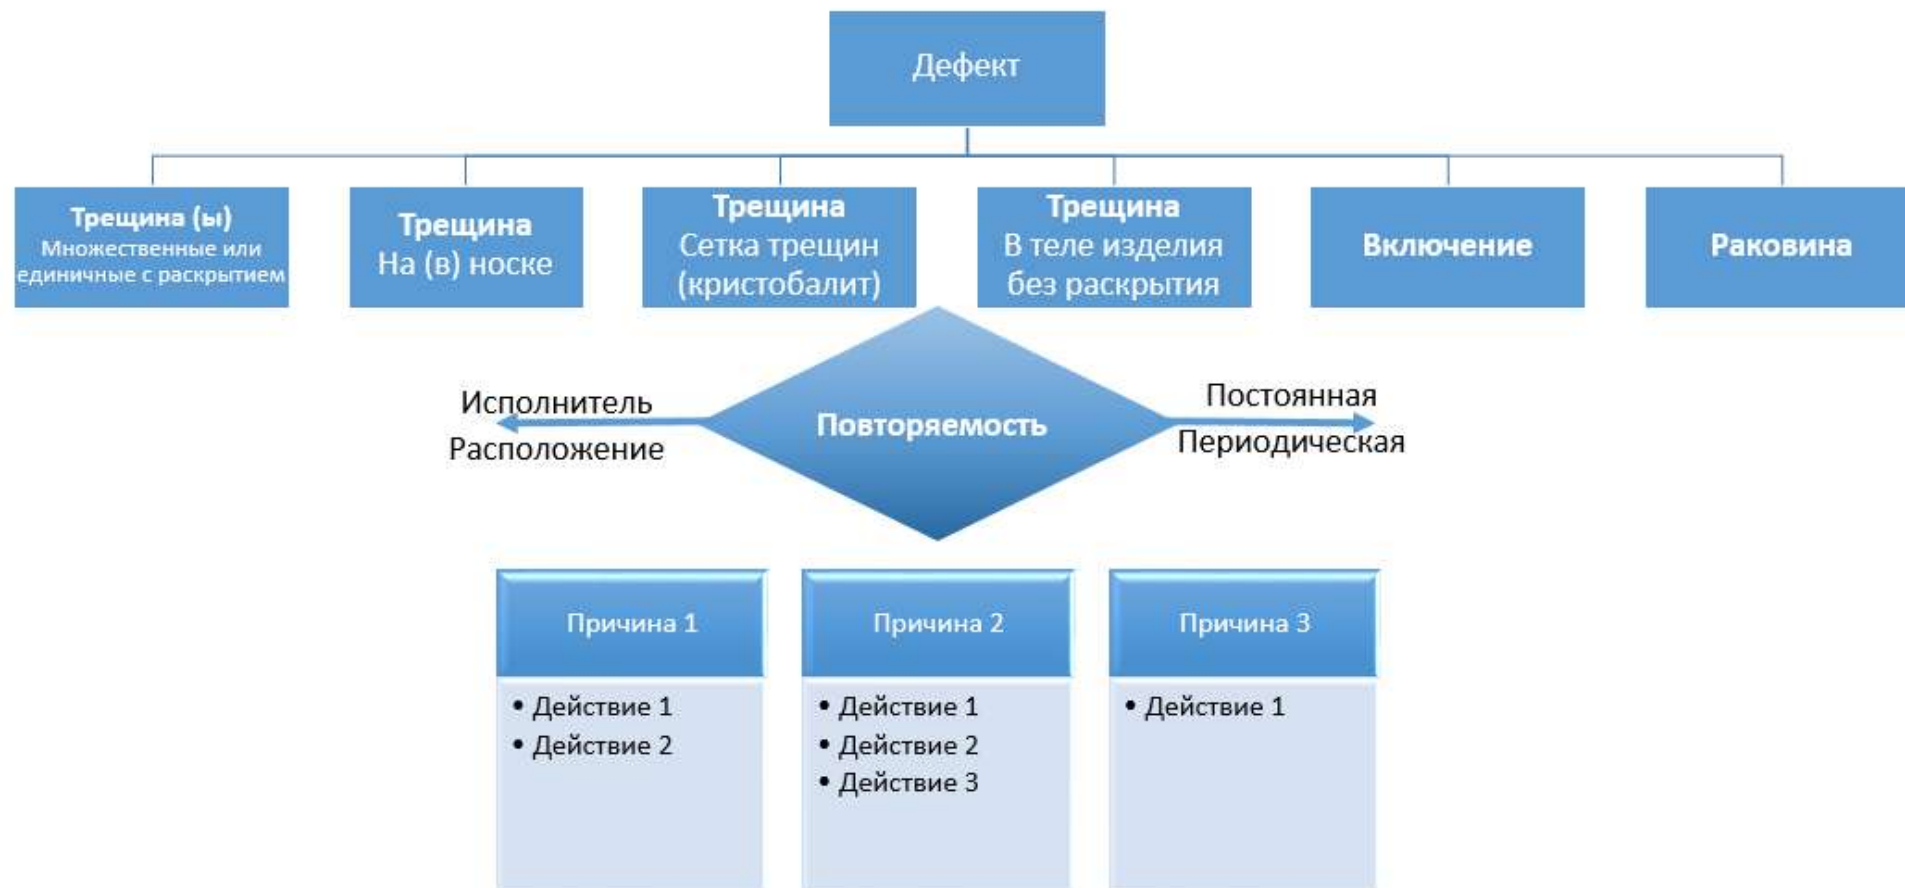 Дефект
Трещина (ы)
Множественные или
единичные с раскрытием
Трещина
На (в) носке
Трещина
Сетка трещин
(кристобалит)
Трещина
В теле изделия
без раскрытия
Включение
Раковина
Исполнитель
Расположение
Повторяемость
Постоянная
Периодическая
Причина 1
• Действие 1
• Действие 2
Причина 2
• Действие 1
• Действие 2
• Действие 3
Причина 3
• Действие 1